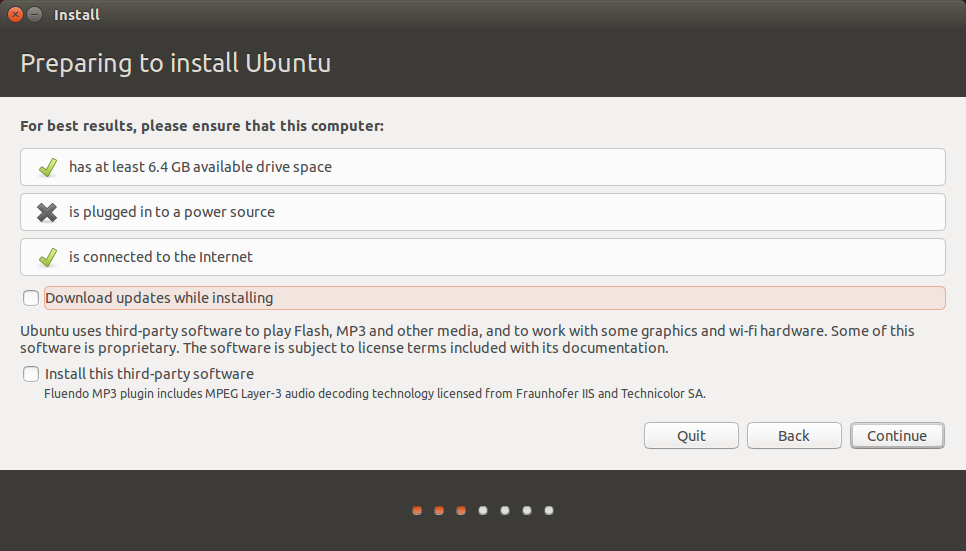 Install
Preparing to install Ubuntu
For best results, please ensure that this computer:
has at least 6.4 GB available drive space
is plugged in to a power source
is connected to the Internet
Download updates while installing
Ubuntu uses third-party software to play Flash, MP3 and other media, and to work with some graphics and wi-fi hardware. Some of this
software is proprietary. The software is subject to license terms included with its documentation.
Install this third-party software
Fluendo MP3 plugin includes MPEG Layer-3 audio decoding technology licensed from Fraunhofer IIS and Technicolor SA.
Quit Back Continue